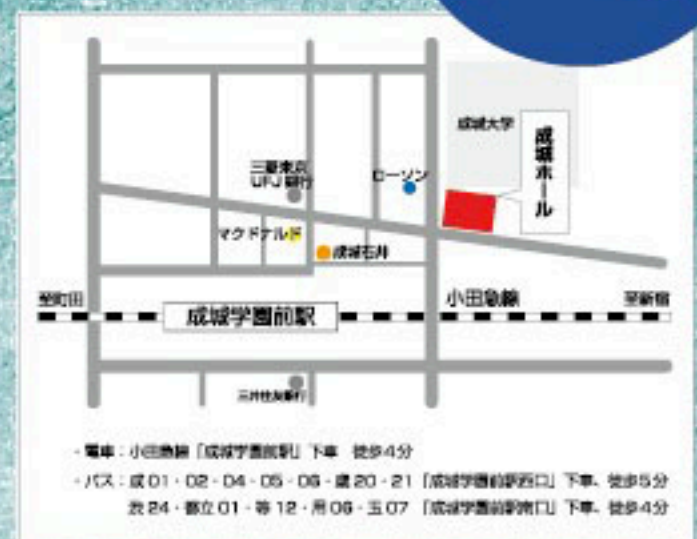 成城大学
成城ホール
三菱東京
UFJ銀行
ローソン
マクドナルド
成城石井
至町田
成城学園前駅
小田急線
至新宿
三井住友銀行
・電車：小田急線「成城学園前駅」下車 徒歩4分
・バス：成01・02・04・05・06・歳20・21「成城学園前駅西口」下車、徒歩5分
渋24・都立01・等12・用06・玉07「成城学園前駅南口」下車、徒歩4分